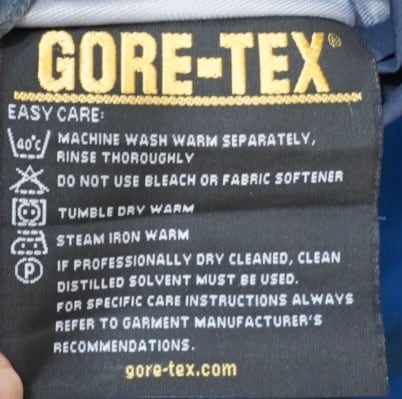 GORE-TEX®
EASY CARE:
40°C MACHINE WASH WARM SEPARATELY,
RINSE THOROUGHLY
DO NOT USE BLEACH OR FABRIC SOFTENER
TUMBLE DRY WARM
STEAM IRON WARM
P IF PROFESSIONALLY DRY CLEANED, CLEAN
DISTILLED SOLVENT MUST BE USED.
FOR SPECIFIC CARE INSTRUCTIONS ALWAYS
REFER TO GARMENT MANUFACTURER'S
RECOMMENDATIONS.
gore-tex.com